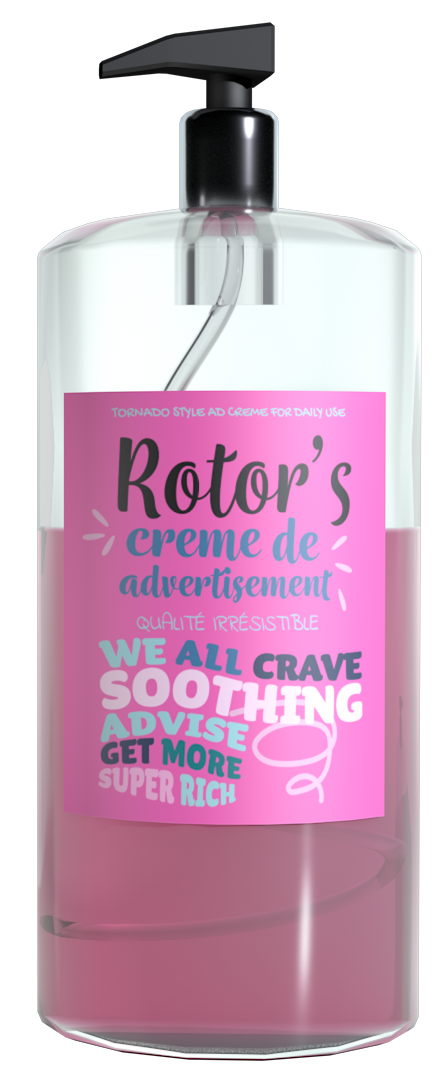 TORNADO STYLE AD CREME FOR DAILY USE
Rotor's
creme de
advertisement
QUALITÉ IRRÉSISTIBLE
WE ALL CRAVE
SOOTHING
ADVISE
GET MORE
SUPER RICH